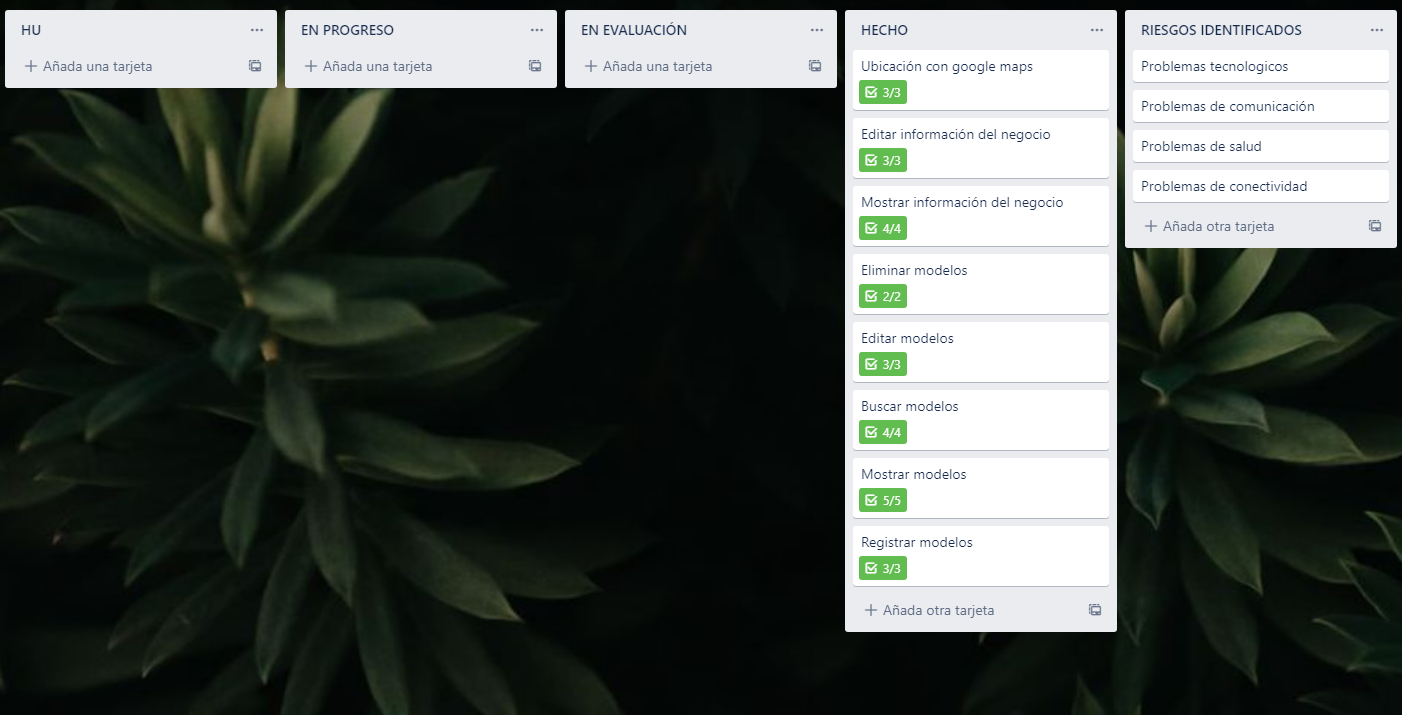 HU
Añada una tarjeta
EN PROGRESO
Añada una tarjeta
EN EVALUACIÓN
Añada una tarjeta
HECHO
Ubicación con google maps
3/3
Editar información del negocio
3/3
Mostrar información del negocio
4/4
Eliminar modelos
2/2
Editar modelos
3/3
Buscar modelos
4/4
Mostrar modelos
5/5
Registrar modelos
3/3
Añada otra tarjeta
RIESGOS IDENTIFICADOS
Problemas tecnologicos
Problemas de comunicación
Problemas de salud
Problemas de conectividad
Añada otra tarjeta